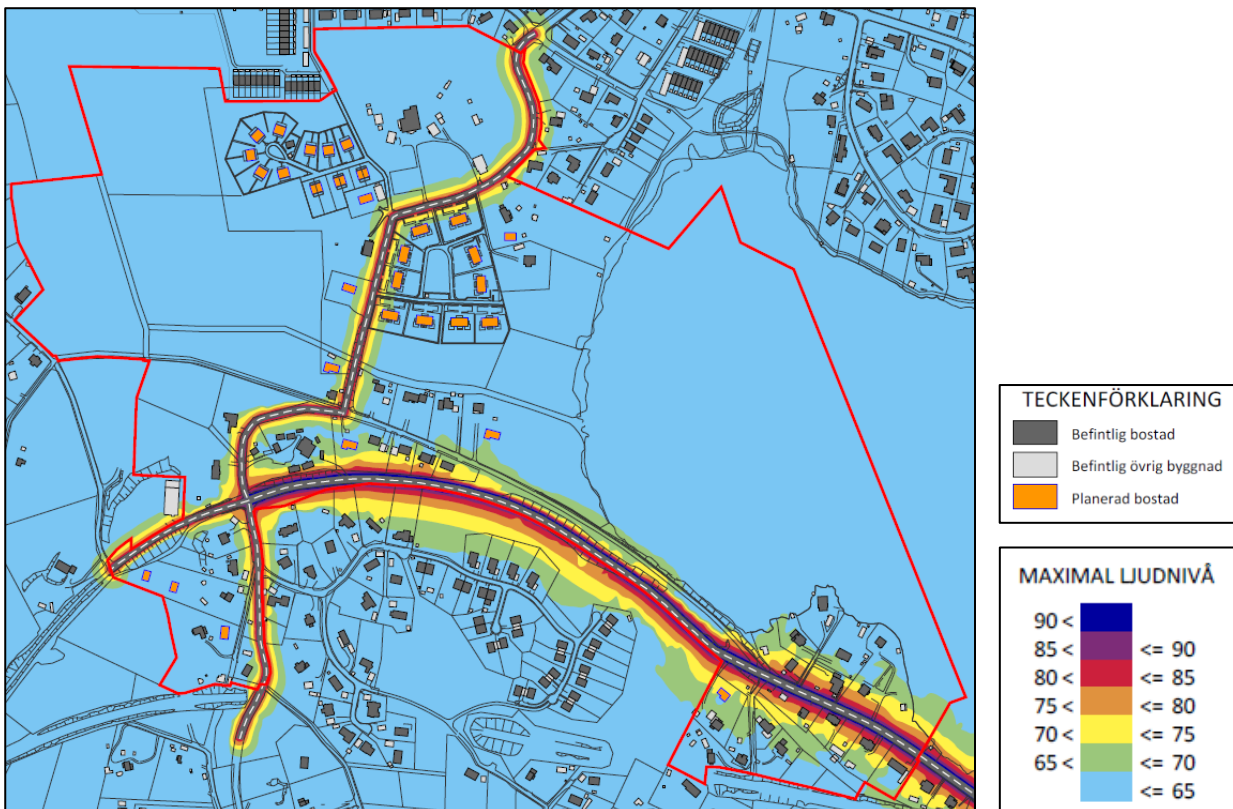 TECKENFÖRKLARING
Befintlig bostad
Befintlig övrig byggnad
Planerad bostad
MAXIMAL LJUDNIVÅ
90 <
85 < <= 90
80 < <= 85
75 < <= 80
70 < <= 75
65 < <= 70
<= 65